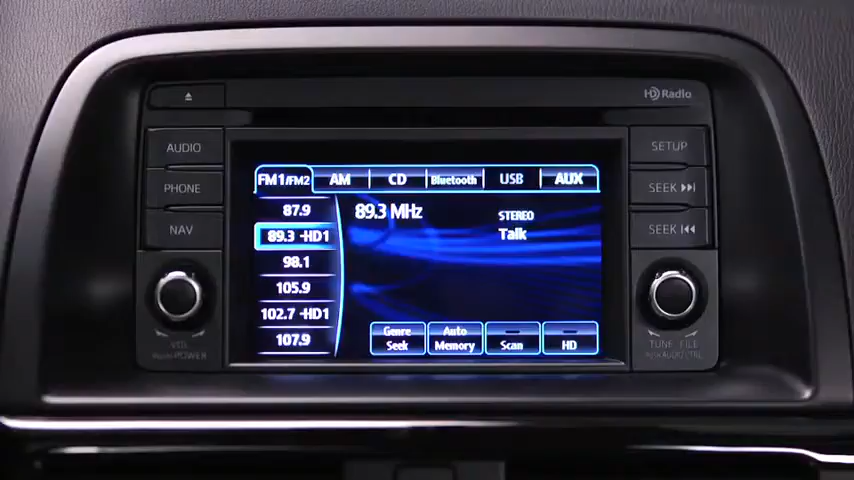 HD Radio
AUDIO
PHONE
NAV
SETUP
SEEK
SEEK
FM1/FM2 AM CD Bluetooth USB AUX
87.9
89.3 -HD1
98.1
105.9
102.7 -HD1
107.9
89.3 MHz
STEREO
Talk
Genre Seek
Auto Memory
Scan
HD
VOL
PUSH POWER
TUNE FILE
PUSH AUDIO CTRL